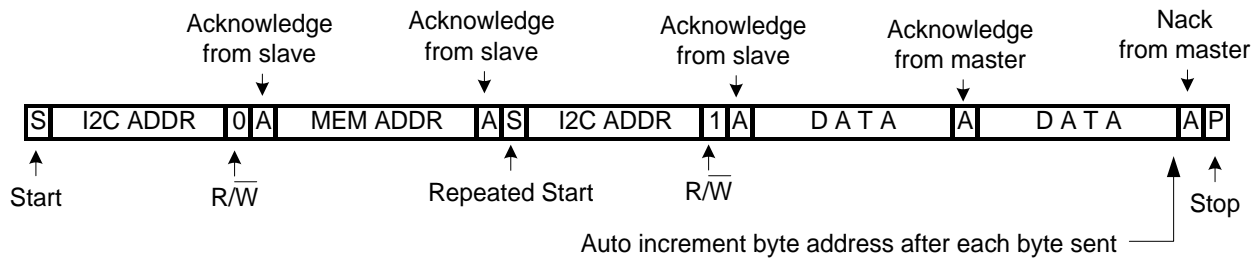 Acknowledge from slave
Acknowledge from slave
Acknowledge from slave
Acknowledge from master
Nack from master
S I2C ADDR 0 A MEM ADDR A S I2C ADDR 1 A D A T A A D A T A A P
Start
R/W̅
Repeated Start
R/W̅
Stop
Auto increment byte address after each byte sent